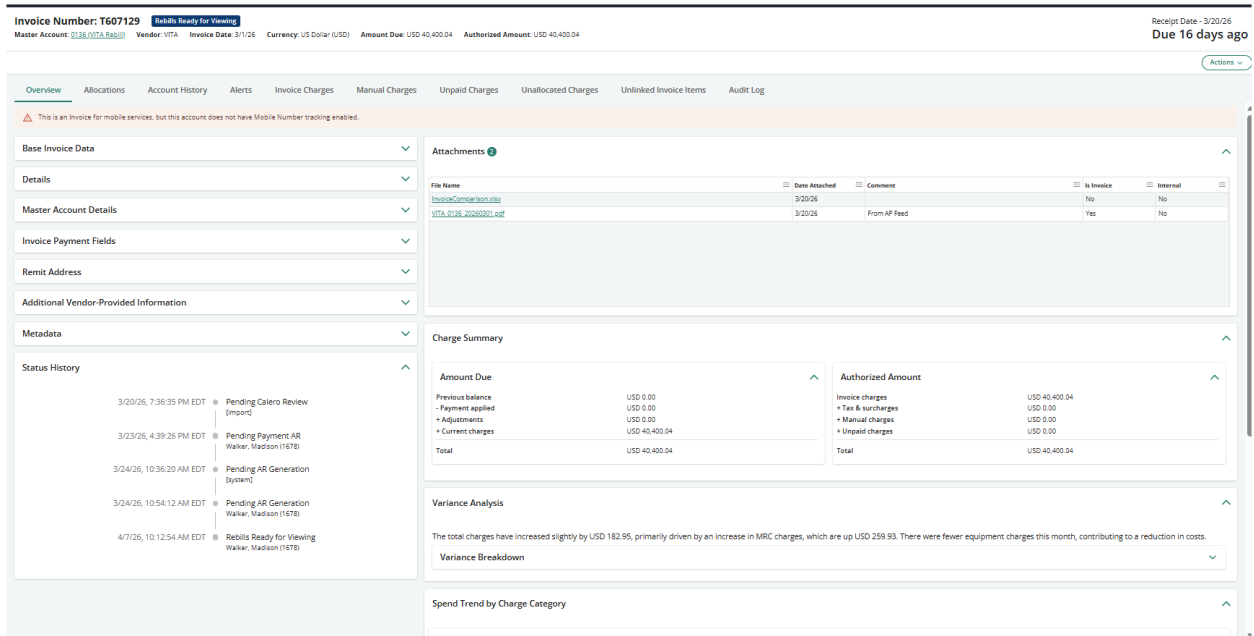 Invoice Number: T607129 Rebills Ready for Viewing
Master Account: 0136 (VITA Rebill) Vendor: VITA Invoice Date: 3/1/26 Currency: US Dollar (USD) Amount Due: USD 40,400.04 Authorized Amount: USD 40,400.04
Receipt Date - 3/20/26
Due 16 days ago
Actions
Overview Allocations Account History Alerts Invoice Charges Manual Charges Unpaid Charges Unallocated Charges Unlinked Invoice Items Audit Log
This is an Invoice for mobile services, but this account does not have Mobile Number tracking enabled.
Base Invoice Data
Details
Master Account Details
Invoice Payment Fields
Remit Address
Additional Vendor-Provided Information
Metadata
Status History
3/20/26, 7:36:35 PM EDT Pending Calero Review
[import]
3/23/26, 4:39:26 PM EDT Pending Payment AR
Walker, Madison (1678)
3/24/26, 10:36:20 AM EDT Pending AR Generation
[system]
3/24/26, 10:54:12 AM EDT Pending AR Generation
Walker, Madison (1678)
4/7/26, 10:12:54 AM EDT Rebills Ready for Viewing
Walker, Madison (1678)
Attachments 2
File Name Date Attached Comment Is Invoice Internal
InvoiceComparison.xlsx 3/20/26 No No
VITA_0136_20260301.pdf 3/20/26 From AP Feed Yes No
Charge Summary
Amount Due
Previous balance USD 0.00
- Payment applied USD 0.00
+ Adjustments USD 0.00
+ Current charges USD 40,400.04
Total USD 40,400.04
Authorized Amount
Invoice charges USD 40,400.04
+ Tax & surcharges USD 0.00
+ Manual charges USD 0.00
+ Unpaid charges USD 0.00
Total USD 40,400.04
Variance Analysis
The total charges have increased slightly by USD 182.95, primarily driven by an increase in MRC charges, which are up USD 259.93. There were fewer equipment charges this month, contributing to a reduction in costs.
Variance Breakdown
Spend Trend by Charge Category